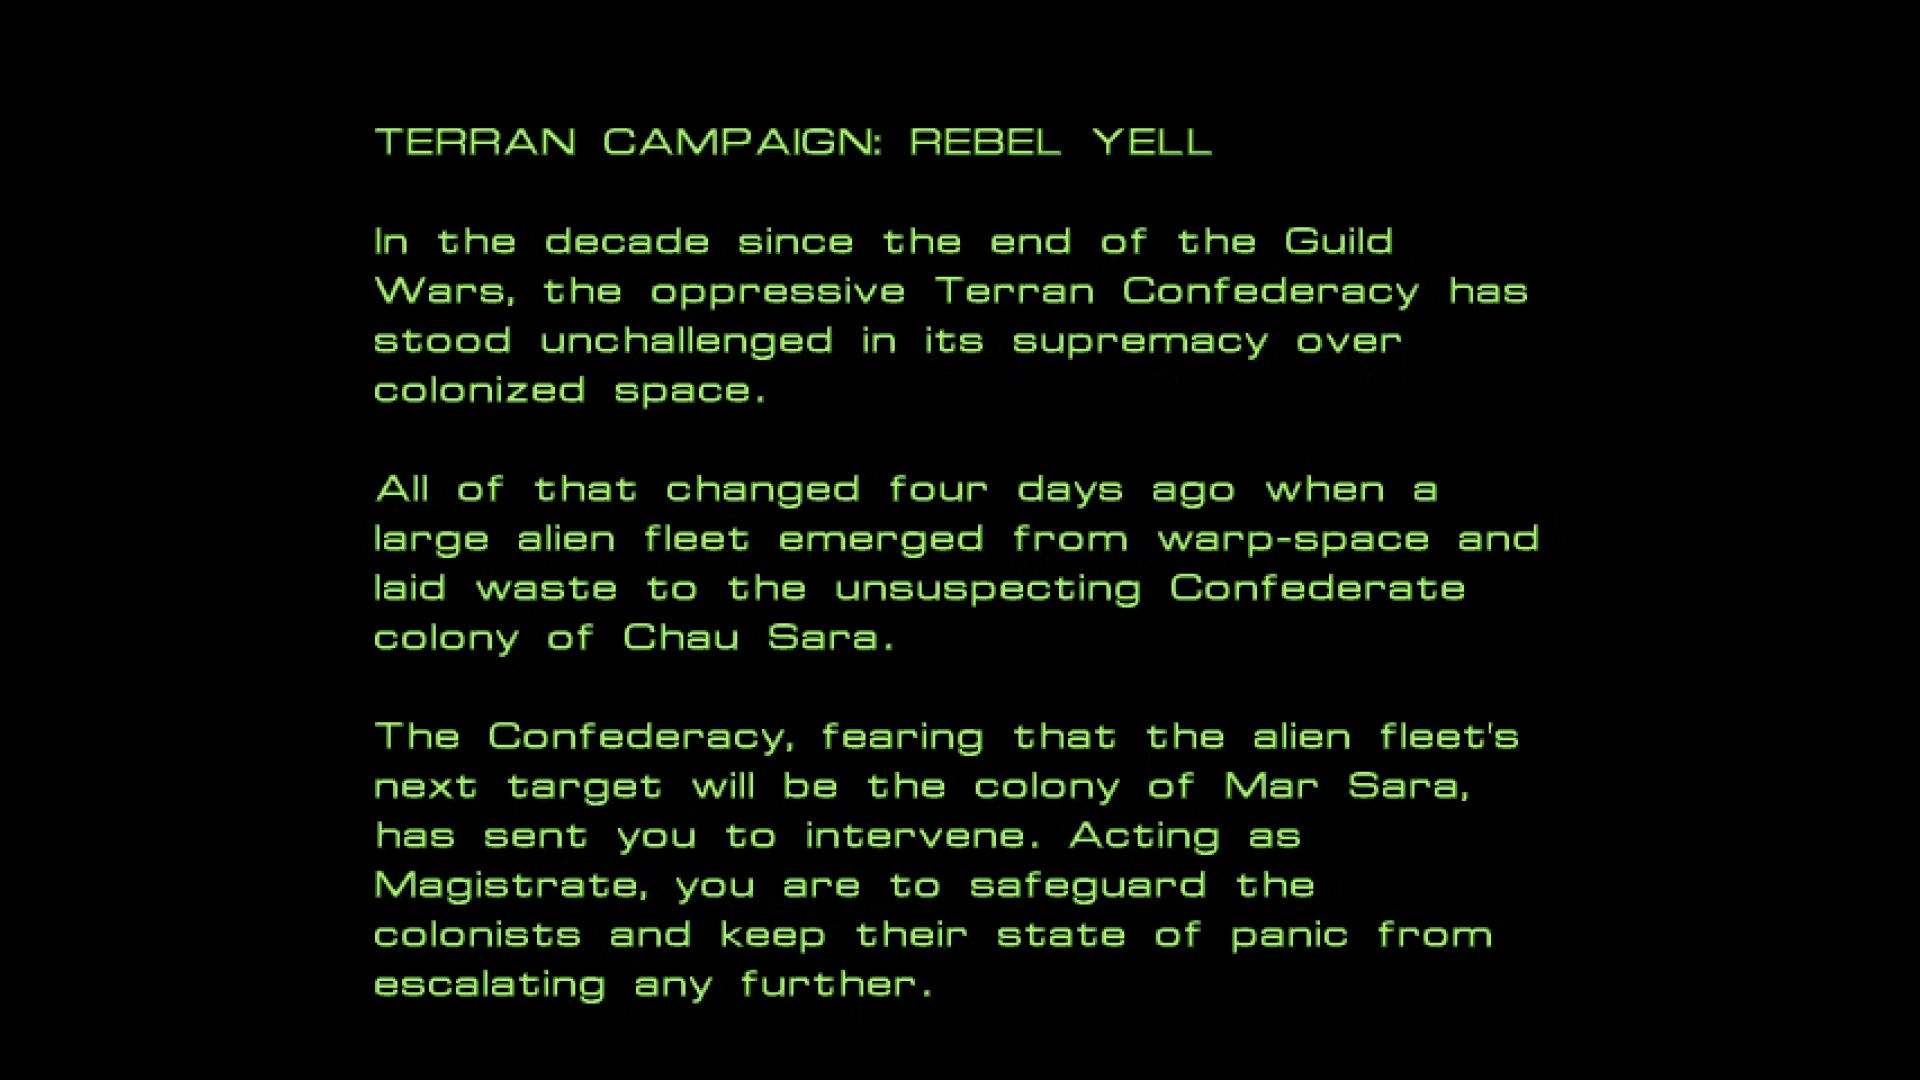 TERRAN CAMPAIGN: REBEL YELL
In the decade since the end of the Guild
Wars, the oppressive Terran Confederacy has
stood unchallenged in its supremacy over
colonized space.
All of that changed four days ago when a
large alien fleet emerged from warp-space and
laid waste to the unsuspecting Confederate
colony of Chau Sara.
The Confederacy, fearing that the alien fleet's
next target will be the colony of Mar Sara,
has sent you to intervene. Acting as
Magistrate, you are to safeguard the
colonists and keep their state of panic from
escalating any further.